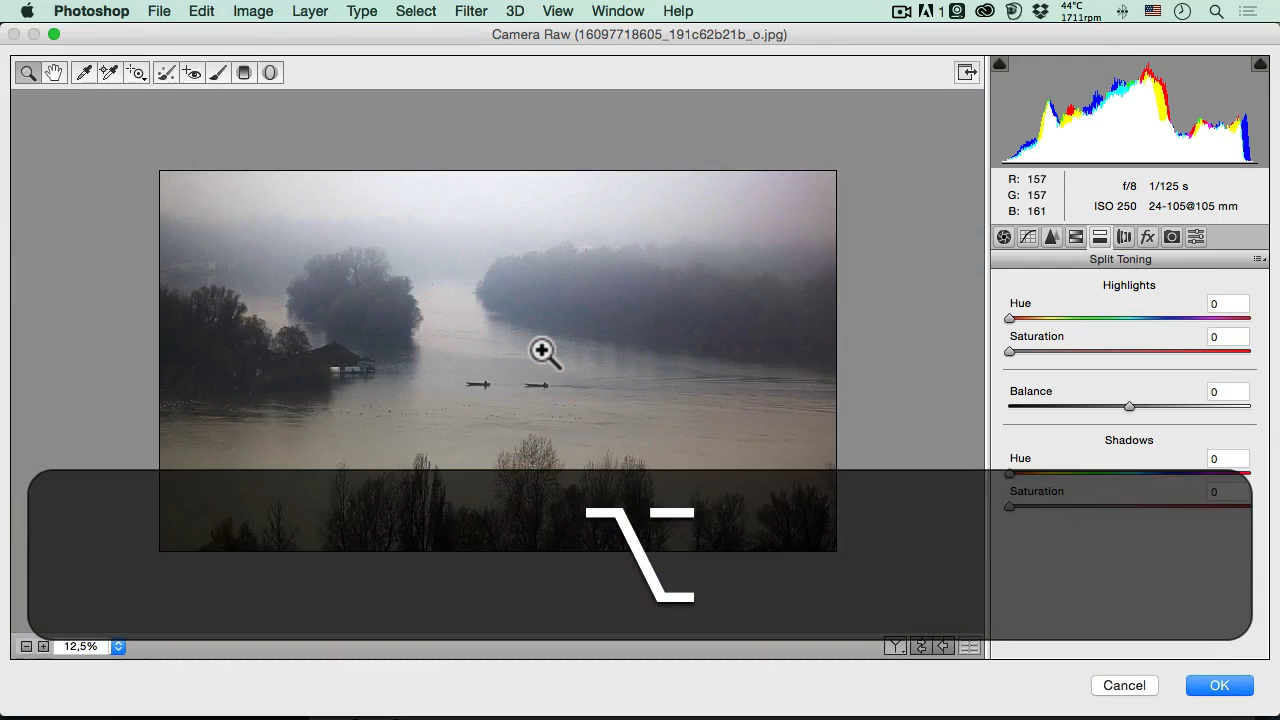 Photoshop File Edit Image Layer Type Select Filter 3D View Window Help 1 44°C 1711rpm
Camera Raw (16097718605_191c62b21b_o.jpg)
R: 157
G: 157
B: 161
f/8 1/125 s
ISO 250 24-105@105 mm
fx
Split Toning
Highlights
Hue 0
Saturation 0
Balance 0
Shadows
Hue 0
Saturation 0
12,5%
Y
Cancel OK